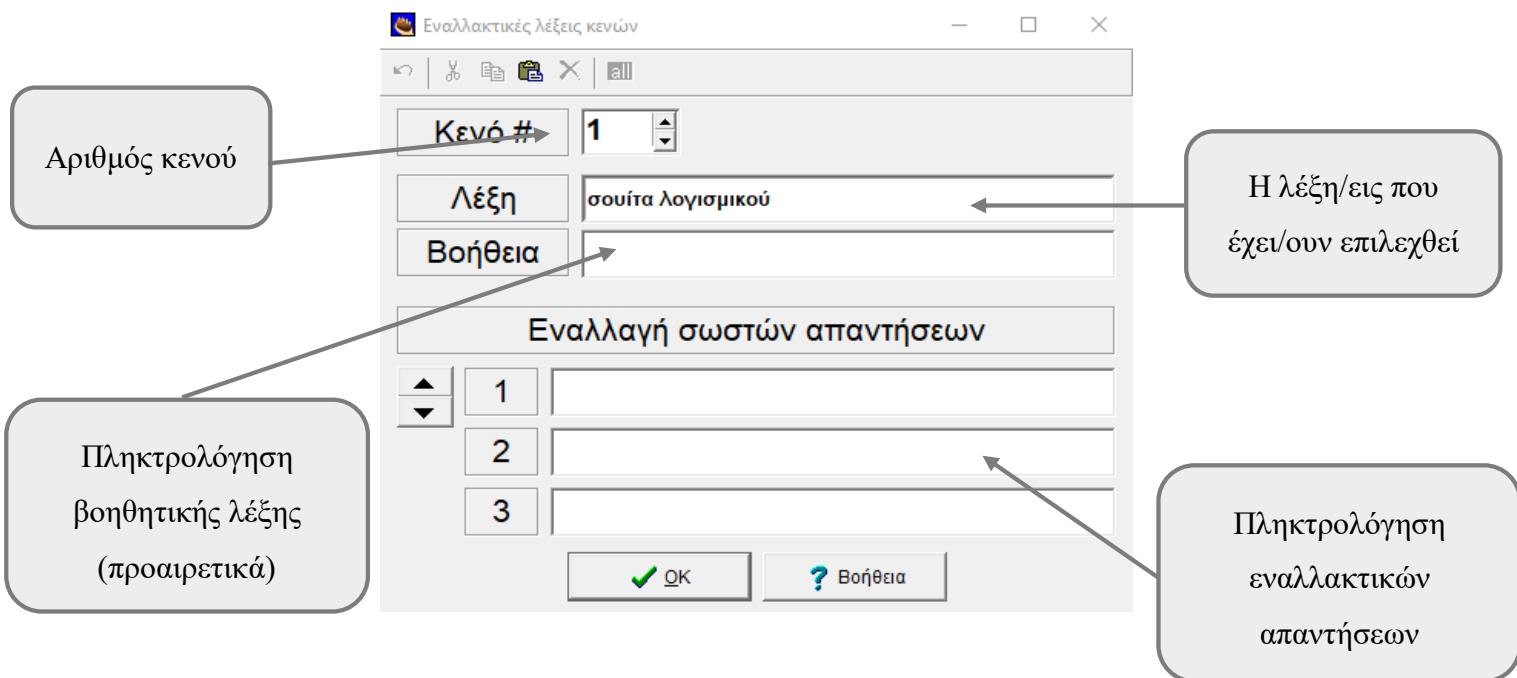 Εναλλακτικές λέξεις κενών
all
Αριθμός κενού
Κενό #
1
Λέξη
σουίτα λογισμικού
Η λέξη/εις που
έχει/ουν επιλεχθεί
Βοήθεια
Εναλλαγή σωστών απαντήσεων
1
2
3
Πληκτρολόγηση
βοηθητικής λέξης
(προαιρετικά)
Πληκτρολόγηση
εναλλακτικών
απαντήσεων
OK
? Βοήθεια